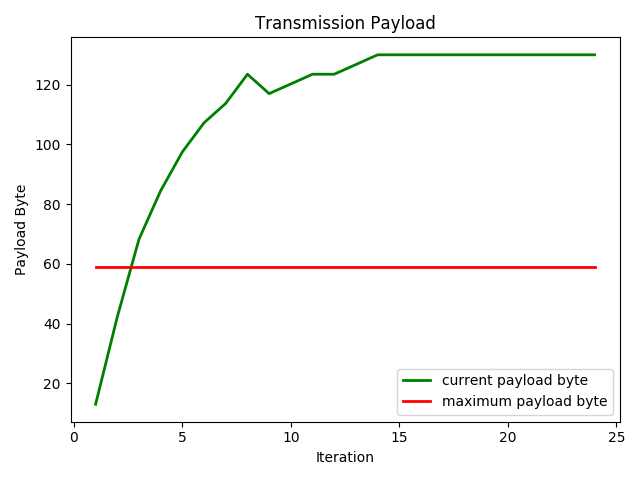 Transmission Payload
120
100
80
60
40
20
Payload Byte
0
5
10
15
20
25
Iteration
current payload byte
maximum payload byte